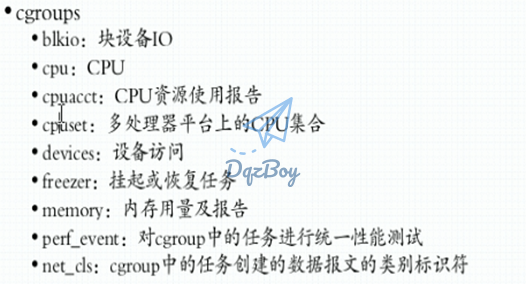 • cgroups
• blkio：块设备IO
• cpu：CPU
• cpuacct：CPU资源使用报告
• cpuset：多处理器平台上的CPU集合
• devices：设备访问
• freezer：挂起或恢复任务
DqzBoy
• memory：内存用量及报告
• perf_event：对cgroup中的任务进行统一性能测试
• net_cls：cgroup中的任务创建的数据报文的类别标识符